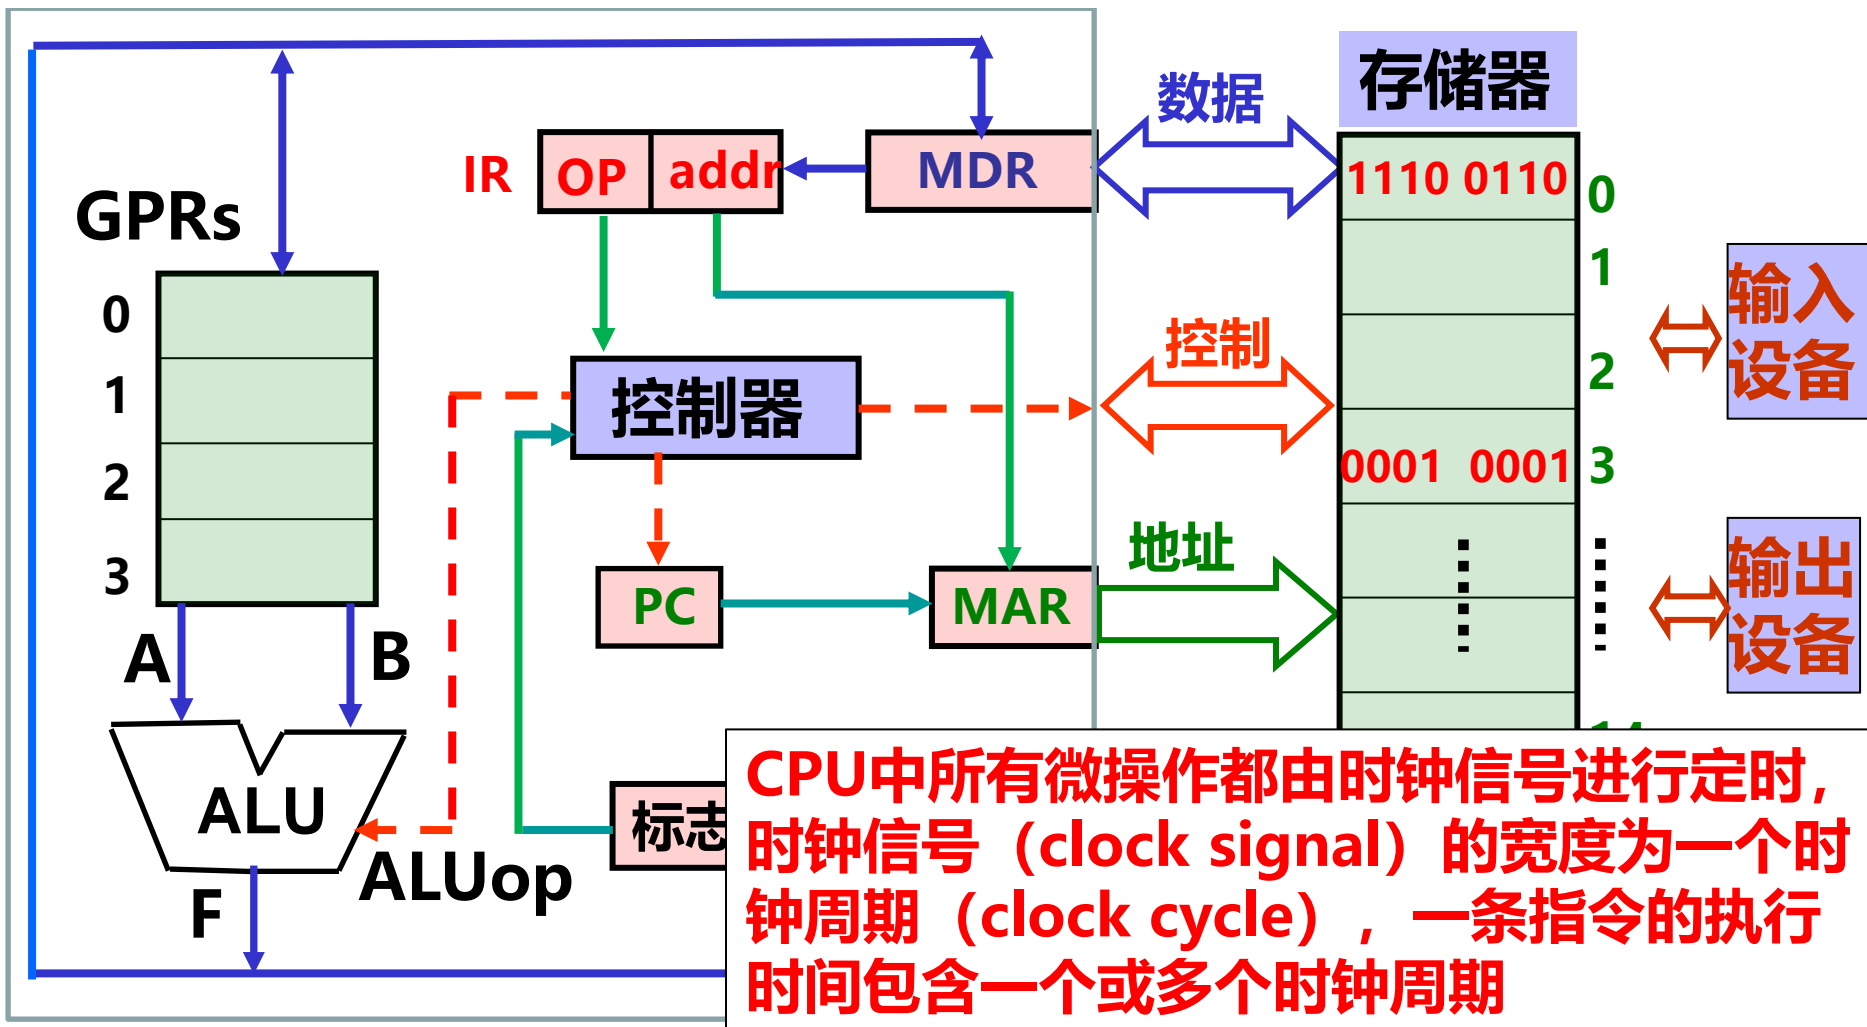 存储器
数据
IR
OP
addr
MDR
1110 0110
0
GPRs
1
输入
设备
0
控制
2
1
控制器
2
0001 0001
3
地址
输出
设备
3
PC
MAR
A
B
ALU
标志
ALUop
F
CPU中所有微操作都由时钟信号进行定时,
时钟信号（clock signal）的宽度为一个时
钟周期（clock cycle）, 一条指令的执行
时间包含一个或多个时钟周期